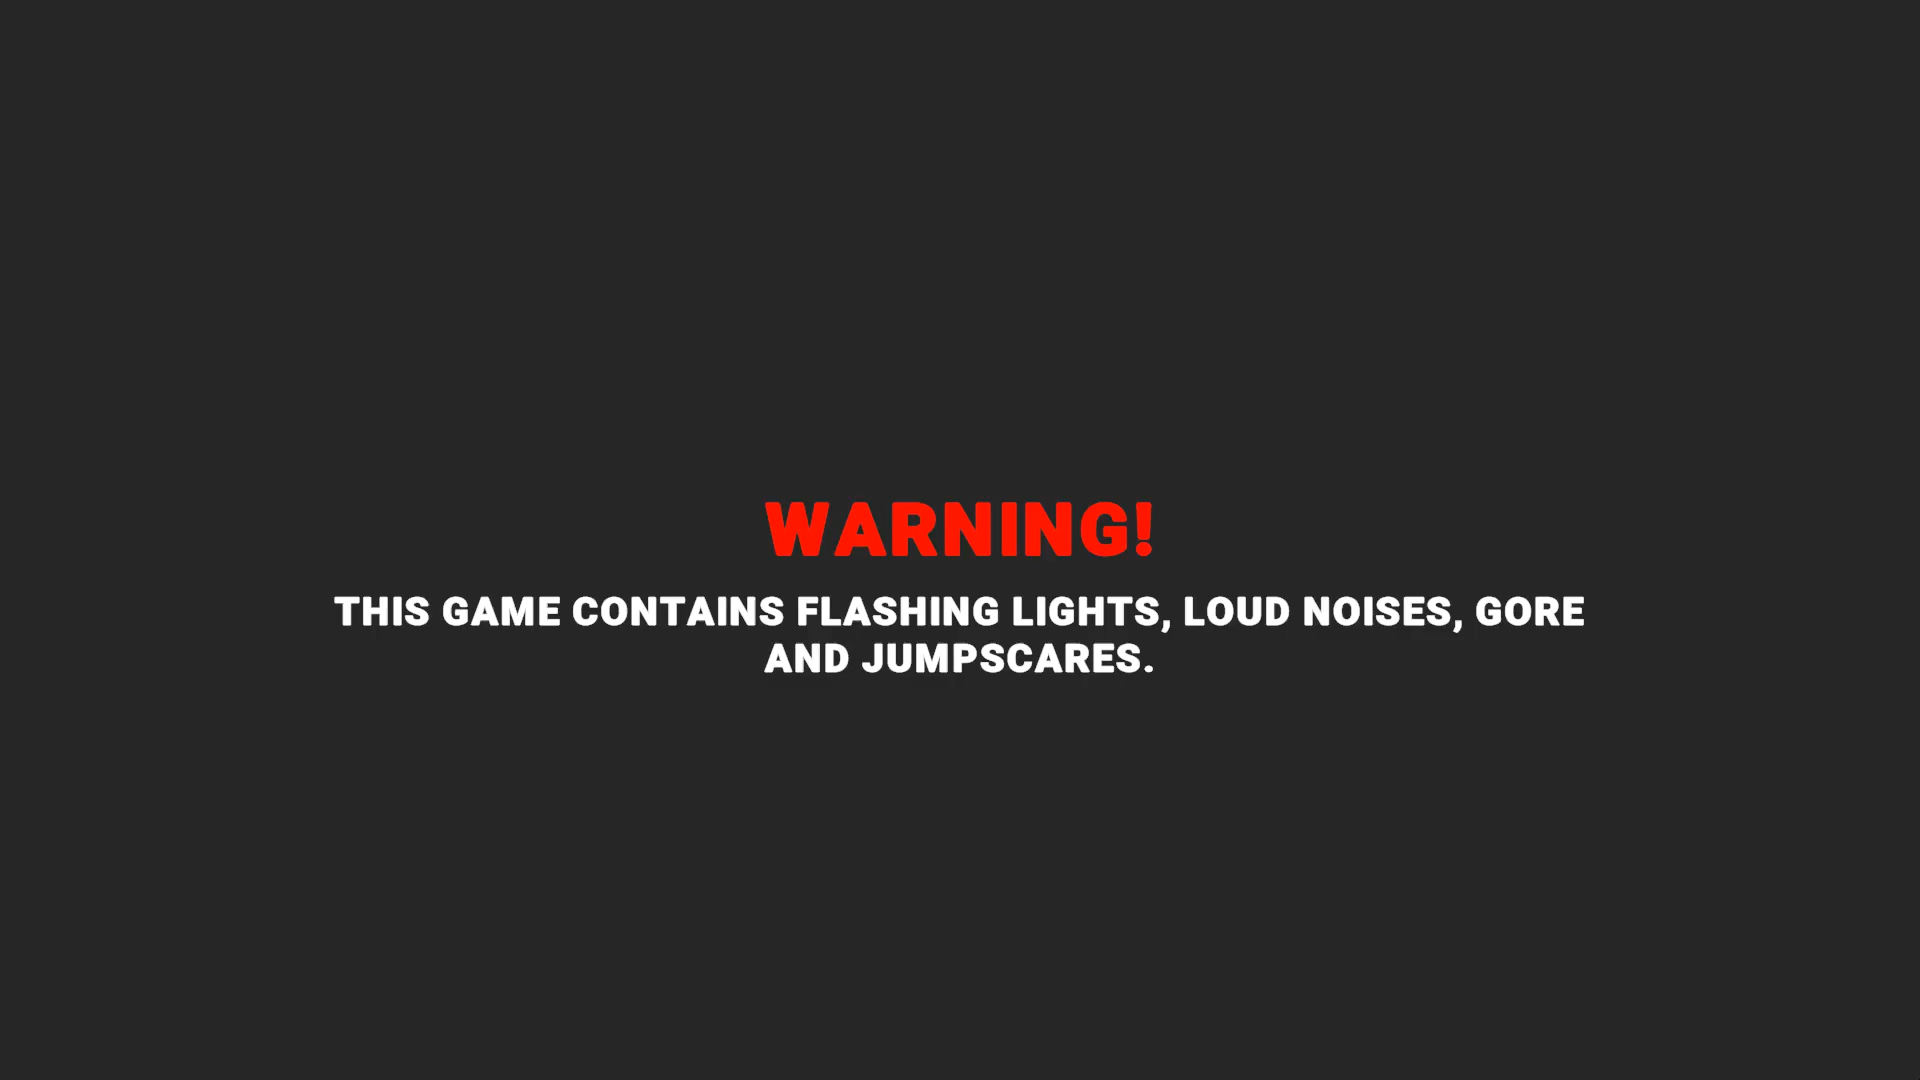 WARNING!
THIS GAME CONTAINS FLASHING LIGHTS, LOUD NOISES, GORE
AND JUMPSCARES.